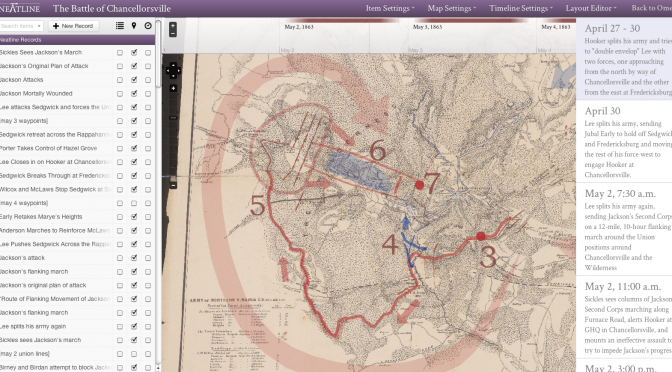 NEATLINE
The Battle of Chancellorsville
Item Settings
Map Settings
Timeline Settings
Layout Editor
Back to Ome
Search items
+ New Record
Neatline Records
Sickles Sees Jackson's March
Jackson's Original Plan of Attack
Jackson Attacks
Jackson Mortally Wounded
Lee attacks Sedgwick and forces the Un
[may 3 waypoints]
Sedgwick retreat across the Rappahan
Porter Takes Control of Hazel Grove
Lee Closes in on Hooker at Chancellors
Sedgwick Breaks Through at Frederick
Wilcox and McLaws Stop Sedgwick at S
[may 4 waypoints]
Early Retakes Marye's Heights
Anderson Marches to Reinforce McLaw
Lee Pushes Sedgwick Across the Rappa
Jackson's attack
Jackson's flanking march
Jackson's original plan of attack
"Route of Flanking Movement of Jackso
Jackson's flanking march
Lee splits his army again
Sickles sees Jackson's march
[may 2 union lines]
Birney and Birdan attempt to block Jack
May 2, 1863
May 3, 1863
May 4, 1863
May 2
May 3
May 4
6
7
5
4
3
April 27 - 30
Hooker splits his army and tries
to "double envelop" Lee with
two forces, one approaching
from the north by way of
Chancellorsville and the other
from the east at Fredericksburg
April 30
Lee splits his army, sending
Jubal Early to hold off Sedgwick
and Fredericksburg and moving
the rest of his force west to
engage Hooker at
Chancellorsville.
May 2, 7:30 a.m.
Lee splits his army again,
sending Jackson's Second Corps
on a 12-mile, 10-hour flanking
march around the Union
positions around
Chancellorsville and the
Wilderness
May 2, 11:00 a.m.
Sickles sees columns of Jackson's
Second Corps marching along
Furnace Road, alerts Hooker at
GHQ in Chancellorsville, and
mounts an ineffective assault to
try to impede Jackson's progress
May 2, 3:00 p.m.